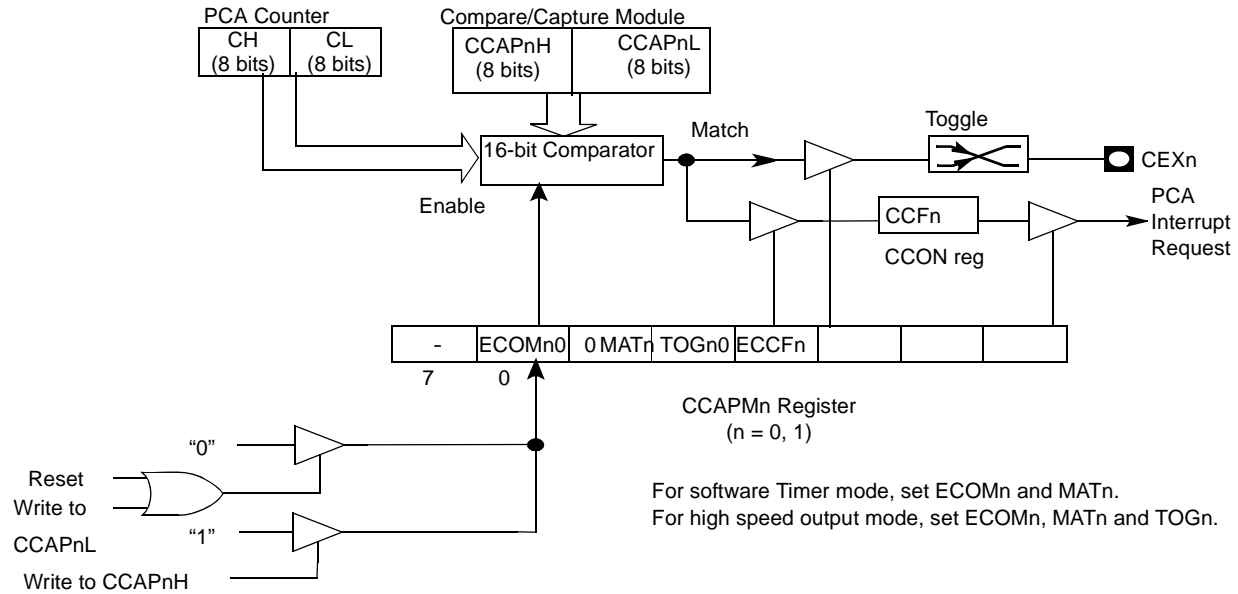 PCA Counter
CH
(8 bits)
CL
(8 bits)
Compare/Capture Module
CCAPnH
(8 bits)
CCAPnL
(8 bits)
16-bit Comparator
Match
Toggle
CEXn
Enable
CCFn
CCON reg
PCA
Interrupt
Request
- ECOMn0 0 MATn TOGn0 ECCFn
7 0
CCAPMn Register
(n = 0, 1)
“0”
Reset
Write to
CCAPnL
“1”
Write to CCAPnH
For software Timer mode, set ECOMn and MATn.
For high speed output mode, set ECOMn, MATn and TOGn.